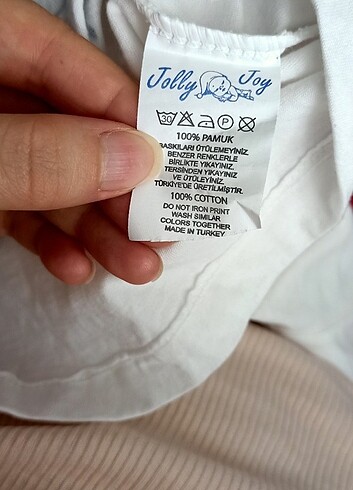 Jolly Joy
30 P
100% PAMUK
BASKILARI ÜTÜLEMEYİNİZ.
BENZER RENKLERLE
BİRLİKTE YIKAYINIZ.
TERSİNDEN YIKAYINIZ
VE ÜTÜLEYİNİZ.
TÜRKİYE'DE ÜRETİLMİŞTİR.
100% COTTON
DO NOT IRON PRINT
WASH SIMILAR
COLORS TOGETHER
MADE IN TURKEY